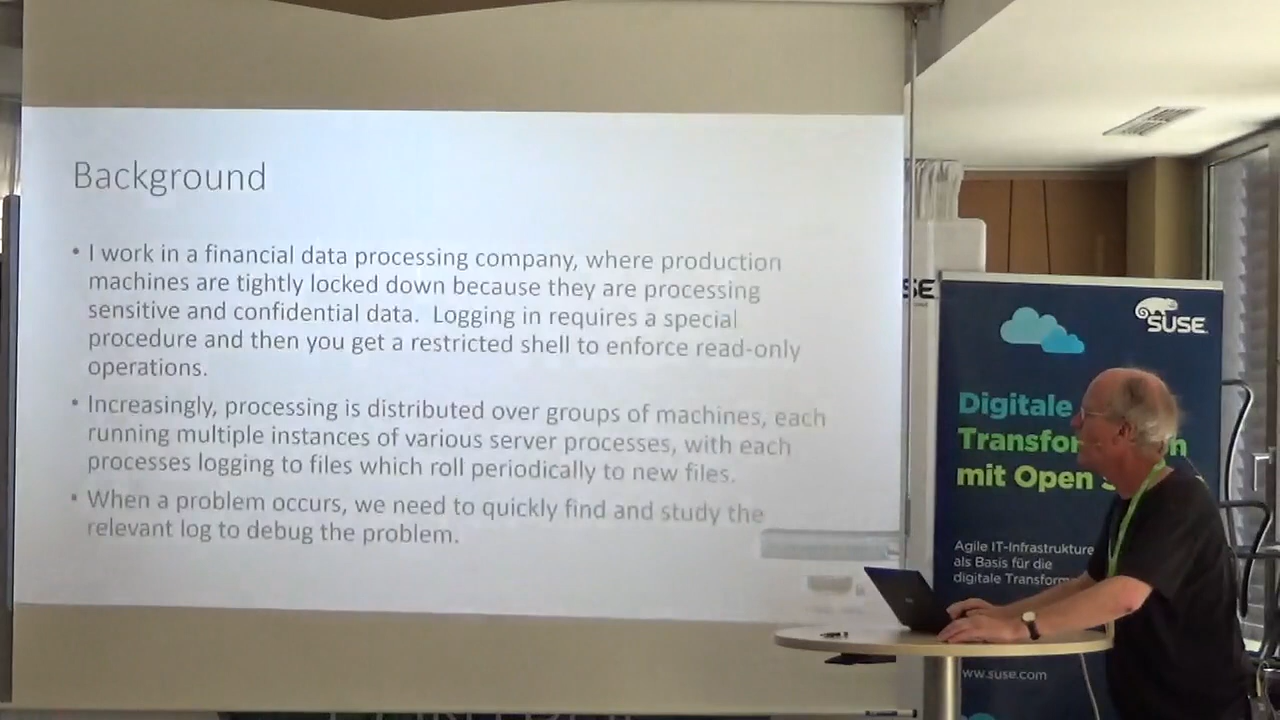 Background
• I work in a financial data processing company, where production
machines are tightly locked down because they are processing
sensitive and confidential data.  Logging in requires a special
procedure and then you get a restricted shell to enforce read-only
operations.
• Increasingly, processing is distributed over groups of machines, each
running multiple instances of various server processes, with each
processes logging to files which roll periodically to new files.
• When a problem occurs, we need to quickly find and study the
relevant log to debug the problem.
SE
SUSE
Digitale
mit Open
Agile IT-Infrastrukture
als Basis für die
digitale Transform
www.suse.com